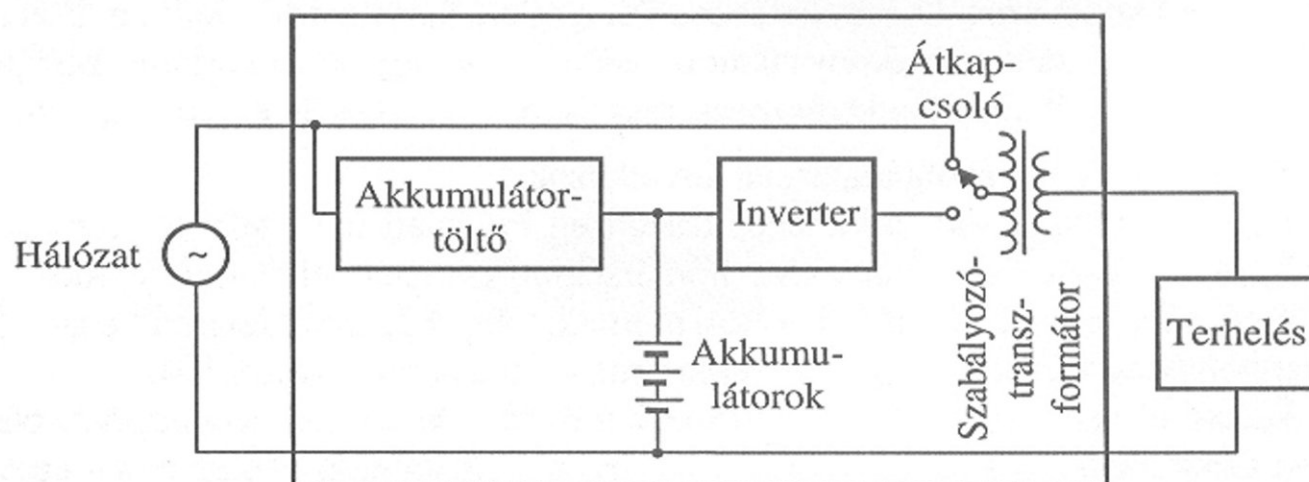 Átkap-
csoló
Akkumulátor-
töltő
Inverter
Hálózat
~
Szabályozó-
transz-
formátor
Akkumu-
látorok
Terhelés